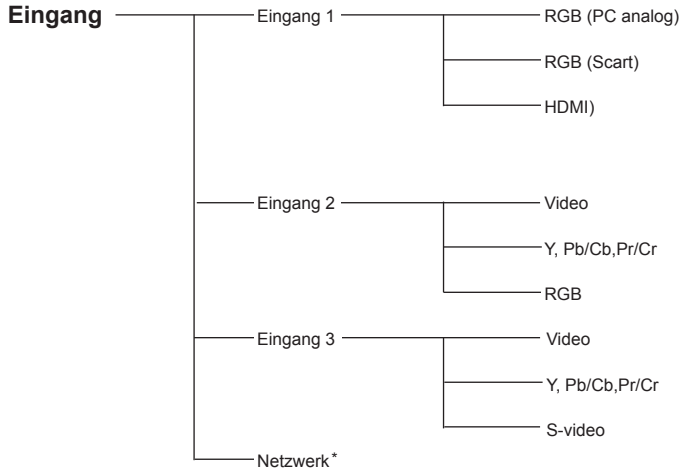 Eingang
Eingang 1
RGB (PC analog)
RGB (Scart)
HDMI)
Eingang 2
Video
Y, Pb/Cb,Pr/Cr
RGB
Eingang 3
Video
Y, Pb/Cb,Pr/Cr
S-video
Netzwerk*